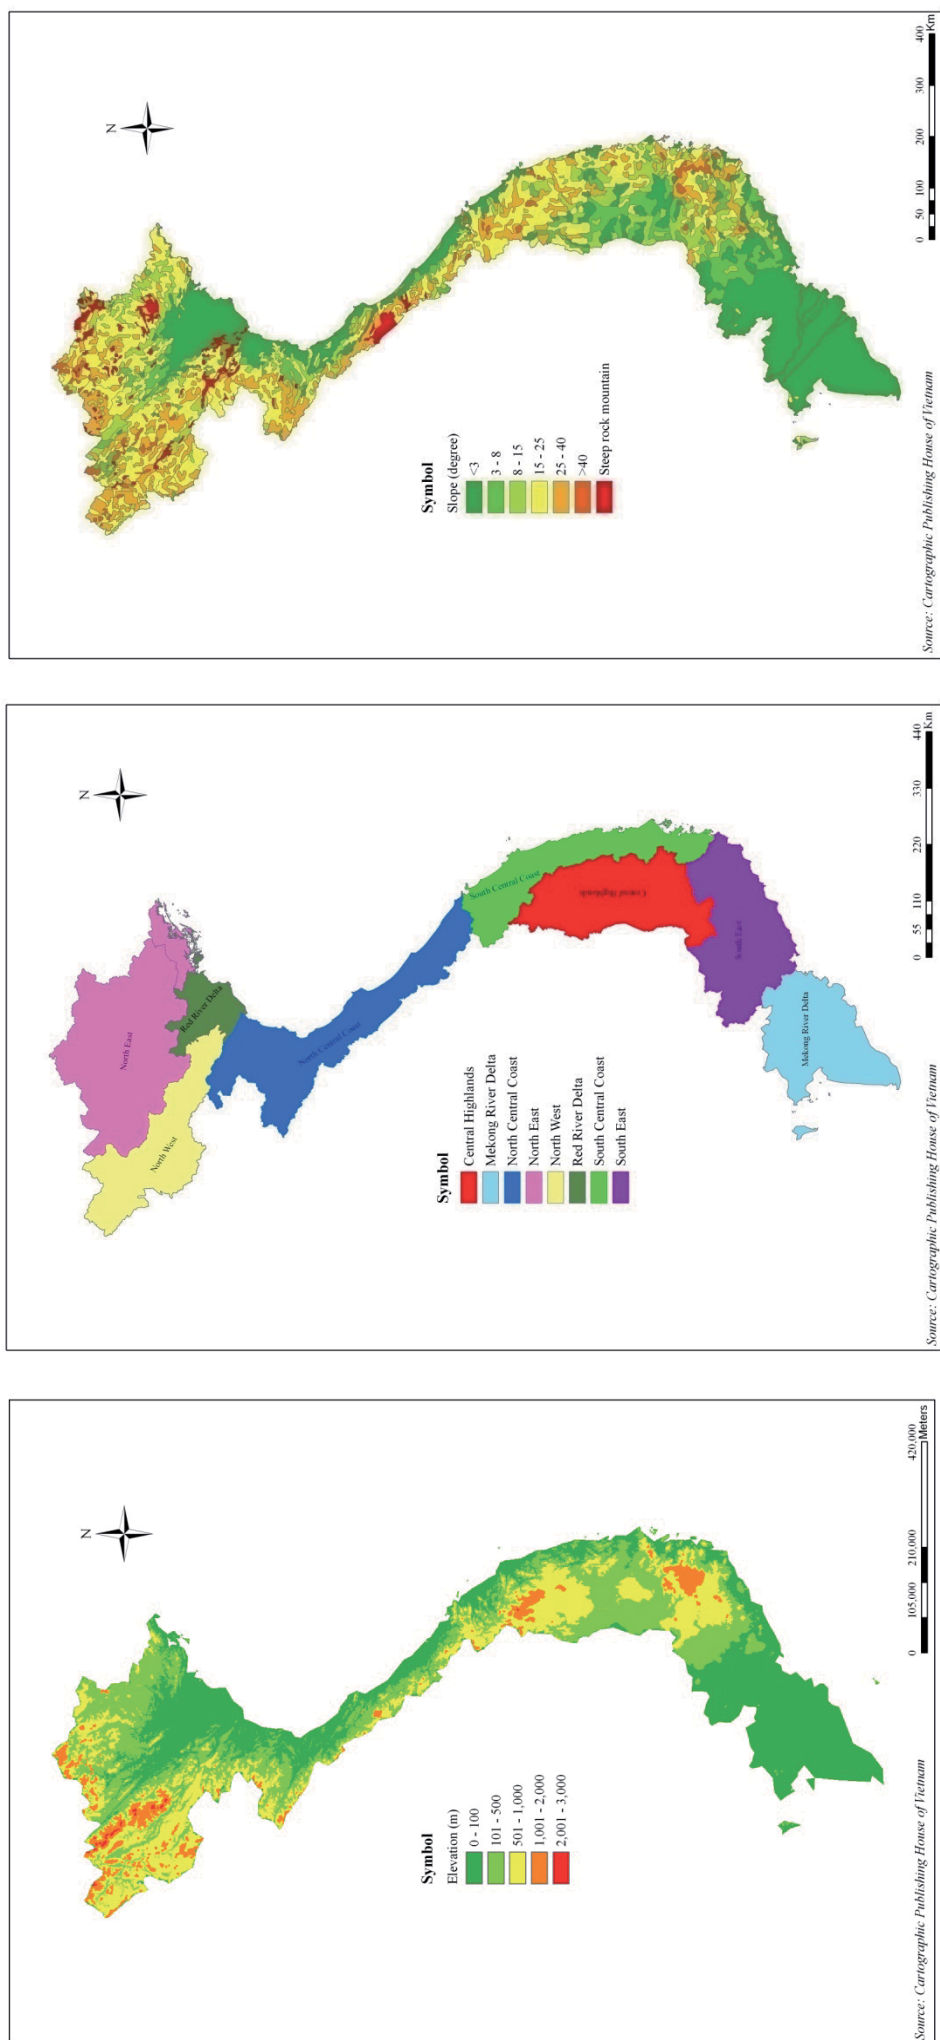 N
Symbol
Elevation (m)
0 - 100
101 - 500
501 - 1,000
1,001 - 2,000
2,001 - 3,000
0 105,000 210,000 420,000
Meters
Source: Cartographic Publishing House of Vietnam
N
North East
North West
Red River Delta
North Central Coast
South Central Coast
Central Highlands
South East
Mekong River Delta
Symbol
Central Highlands
Mekong River Delta
North Central Coast
North East
North West
Red River Delta
South Central Coast
South East
0 55 110 220 330 440
Km
Source: Cartographic Publishing House of Vietnam
N
Symbol
Slope (degree)
<3
3 - 8
8 - 15
15 - 25
25 - 40
>40
Steep rock mountain
0 50 100 200 300 400
Km
Source: Cartographic Publishing House of Vietnam